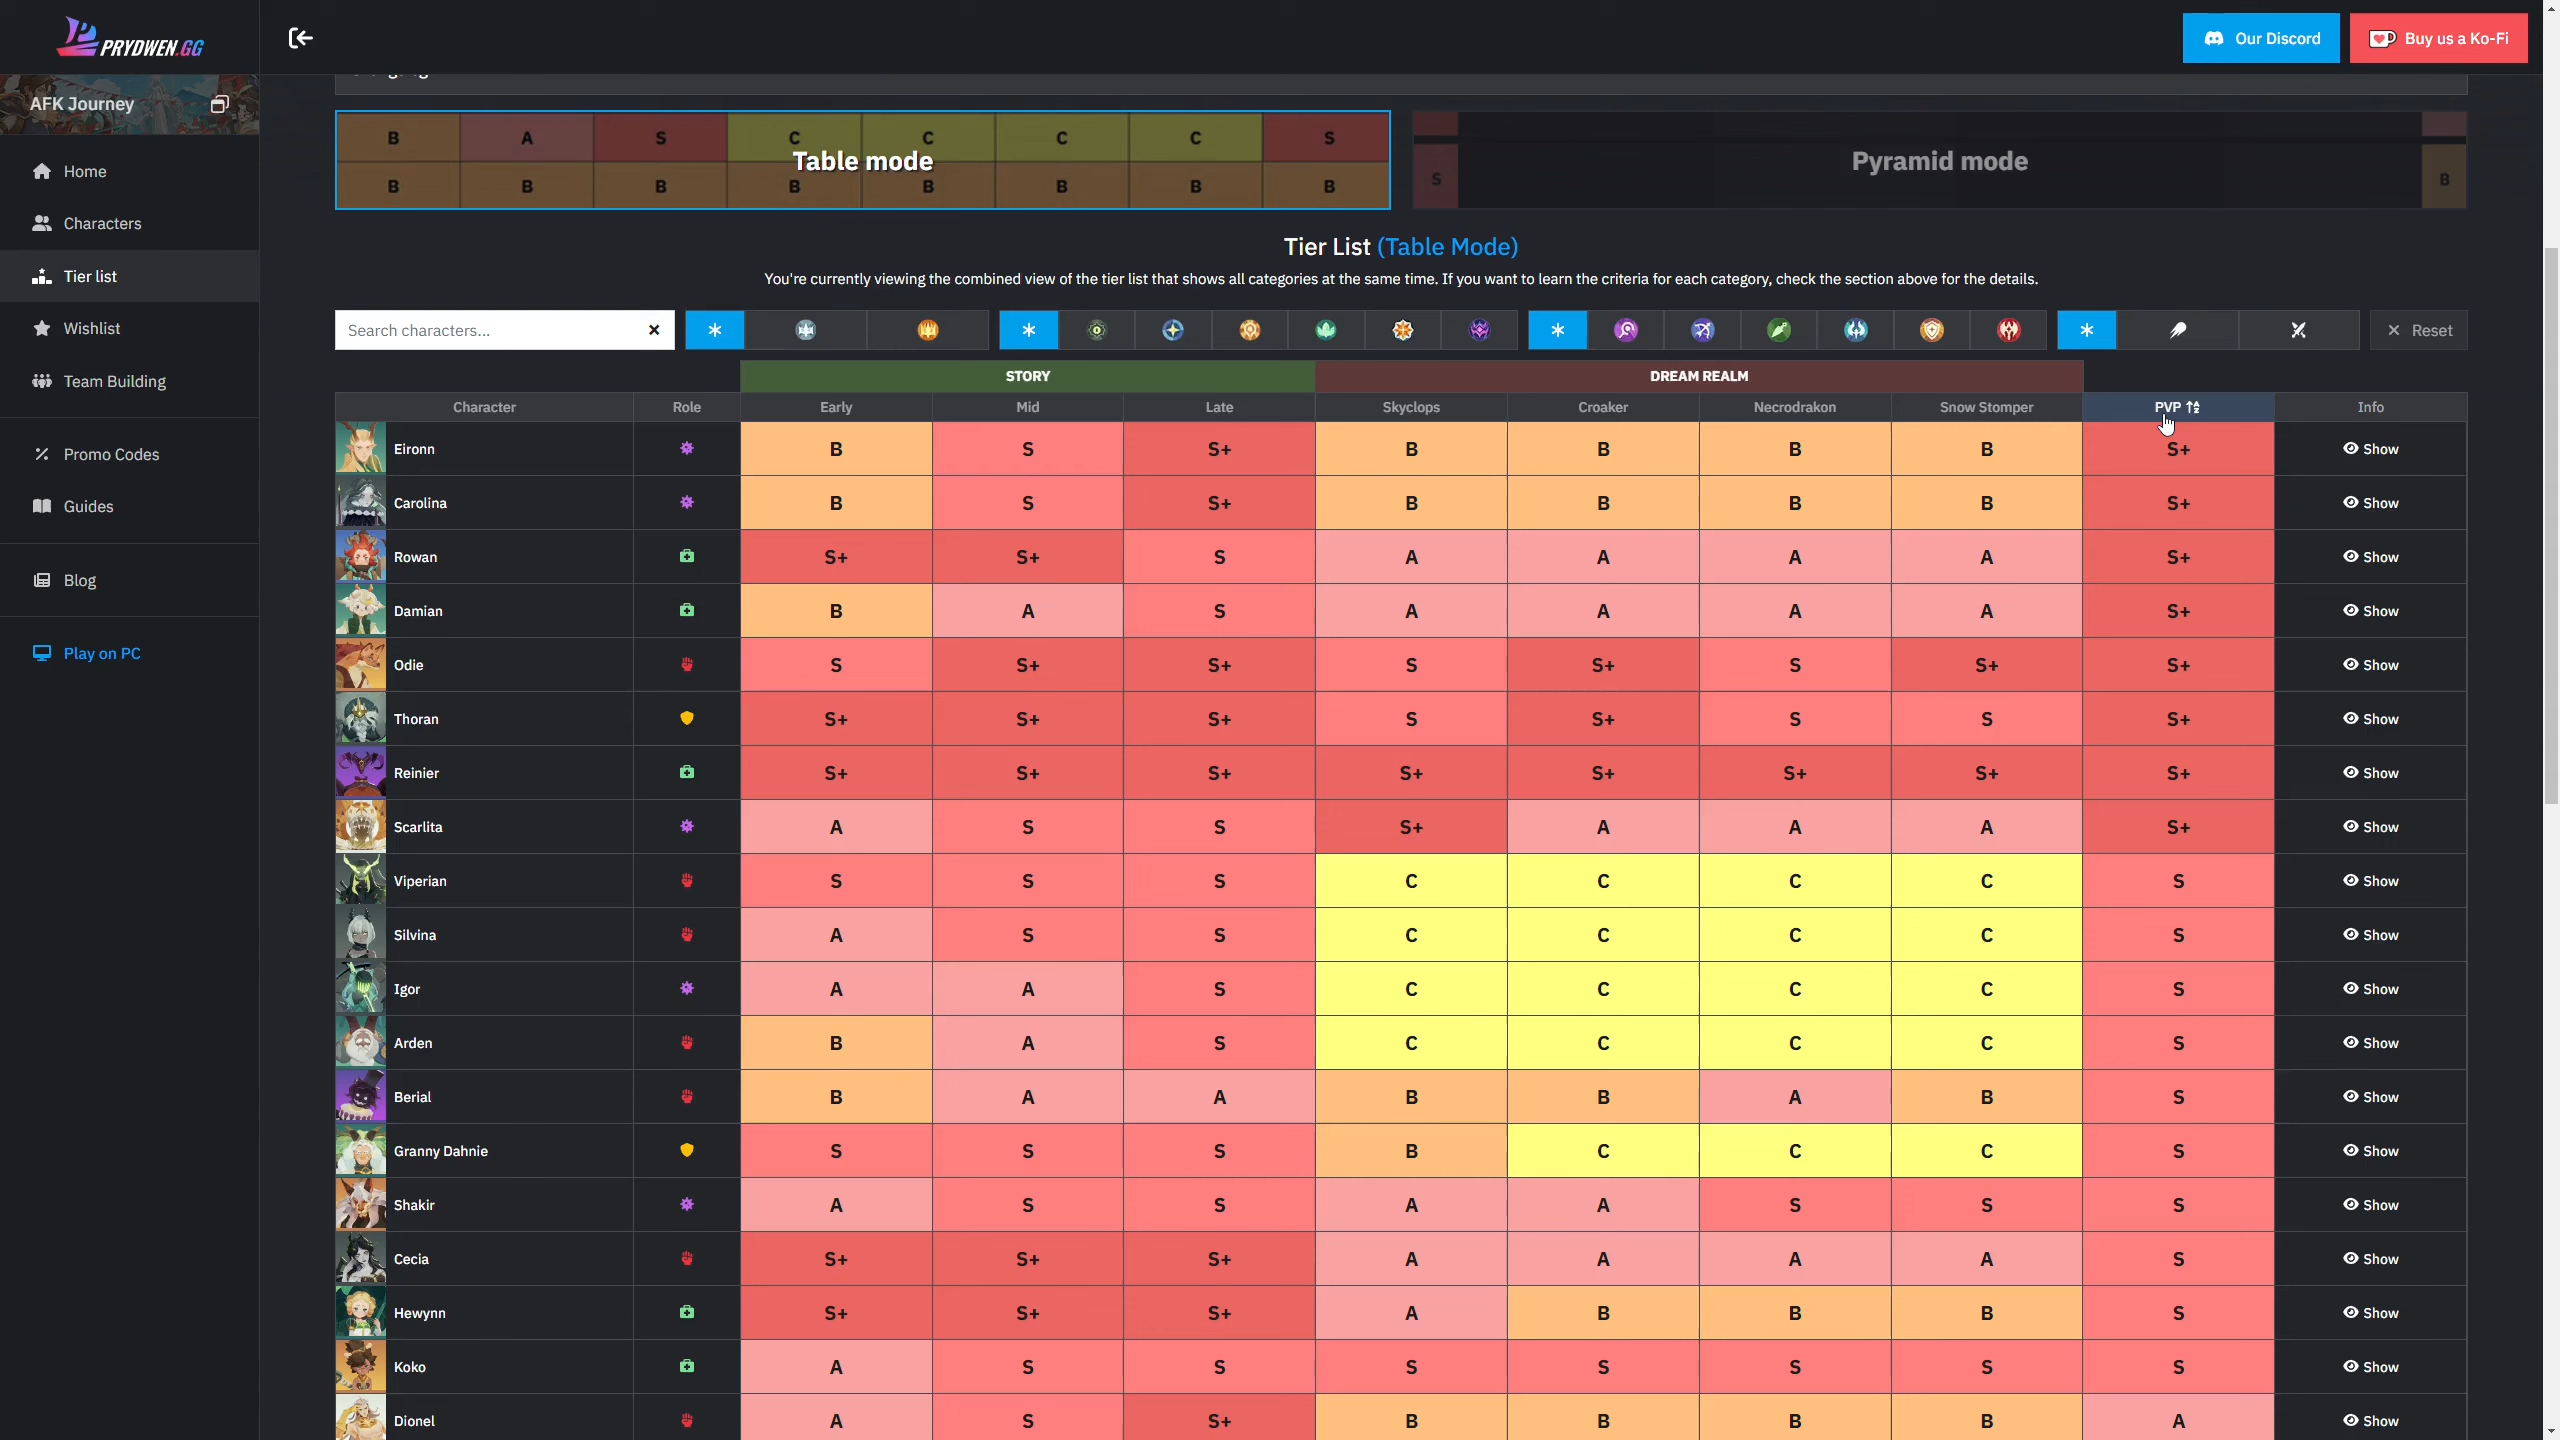 PRYDWEN.GG
Our Discord
Buy us a Ko-Fi
AFK Journey
Home
Characters
Tier list
Wishlist
Team Building
Promo Codes
Guides
Blog
Play on PC
B A S C C C C S
Table mode
B B B B B B B B
Pyramid mode
S B
Tier List (Table Mode)
You're currently viewing the combined view of the tier list that shows all categories at the same time. If you want to learn the criteria for each category, check the section above for the details.
Search characters...
Reset
STORY DREAM REALM
Character Role Early Mid Late Skyclops Croaker Necrodrakon Snow Stomper PVP Info
Eironn B S S+ B B B B S+ Show
Carolina B S S+ B B B B S+ Show
Rowan S+ S+ S A A A A S+ Show
Damian B A S A A A A S+ Show
Odie S S+ S+ S S+ S S+ S+ Show
Thoran S+ S+ S+ S S+ S S S+ Show
Reinier S+ S+ S+ S+ S+ S+ S+ S+ Show
Scarlita A S S S+ A A A S+ Show
Viperian S S S C C C C S Show
Silvina A S S C C C C S Show
Igor A A S C C C C S Show
Arden B A S C C C C S Show
Berial B A A B B A B S Show
Granny Dahnie S S S B C C C S Show
Shakir A S S A A S S S Show
Cecia S+ S+ S+ A A A A S Show
Hewynn S+ S+ S+ A B B B S Show
Koko A S S S S S S S Show
Dionel A S S+ B B B B A Show